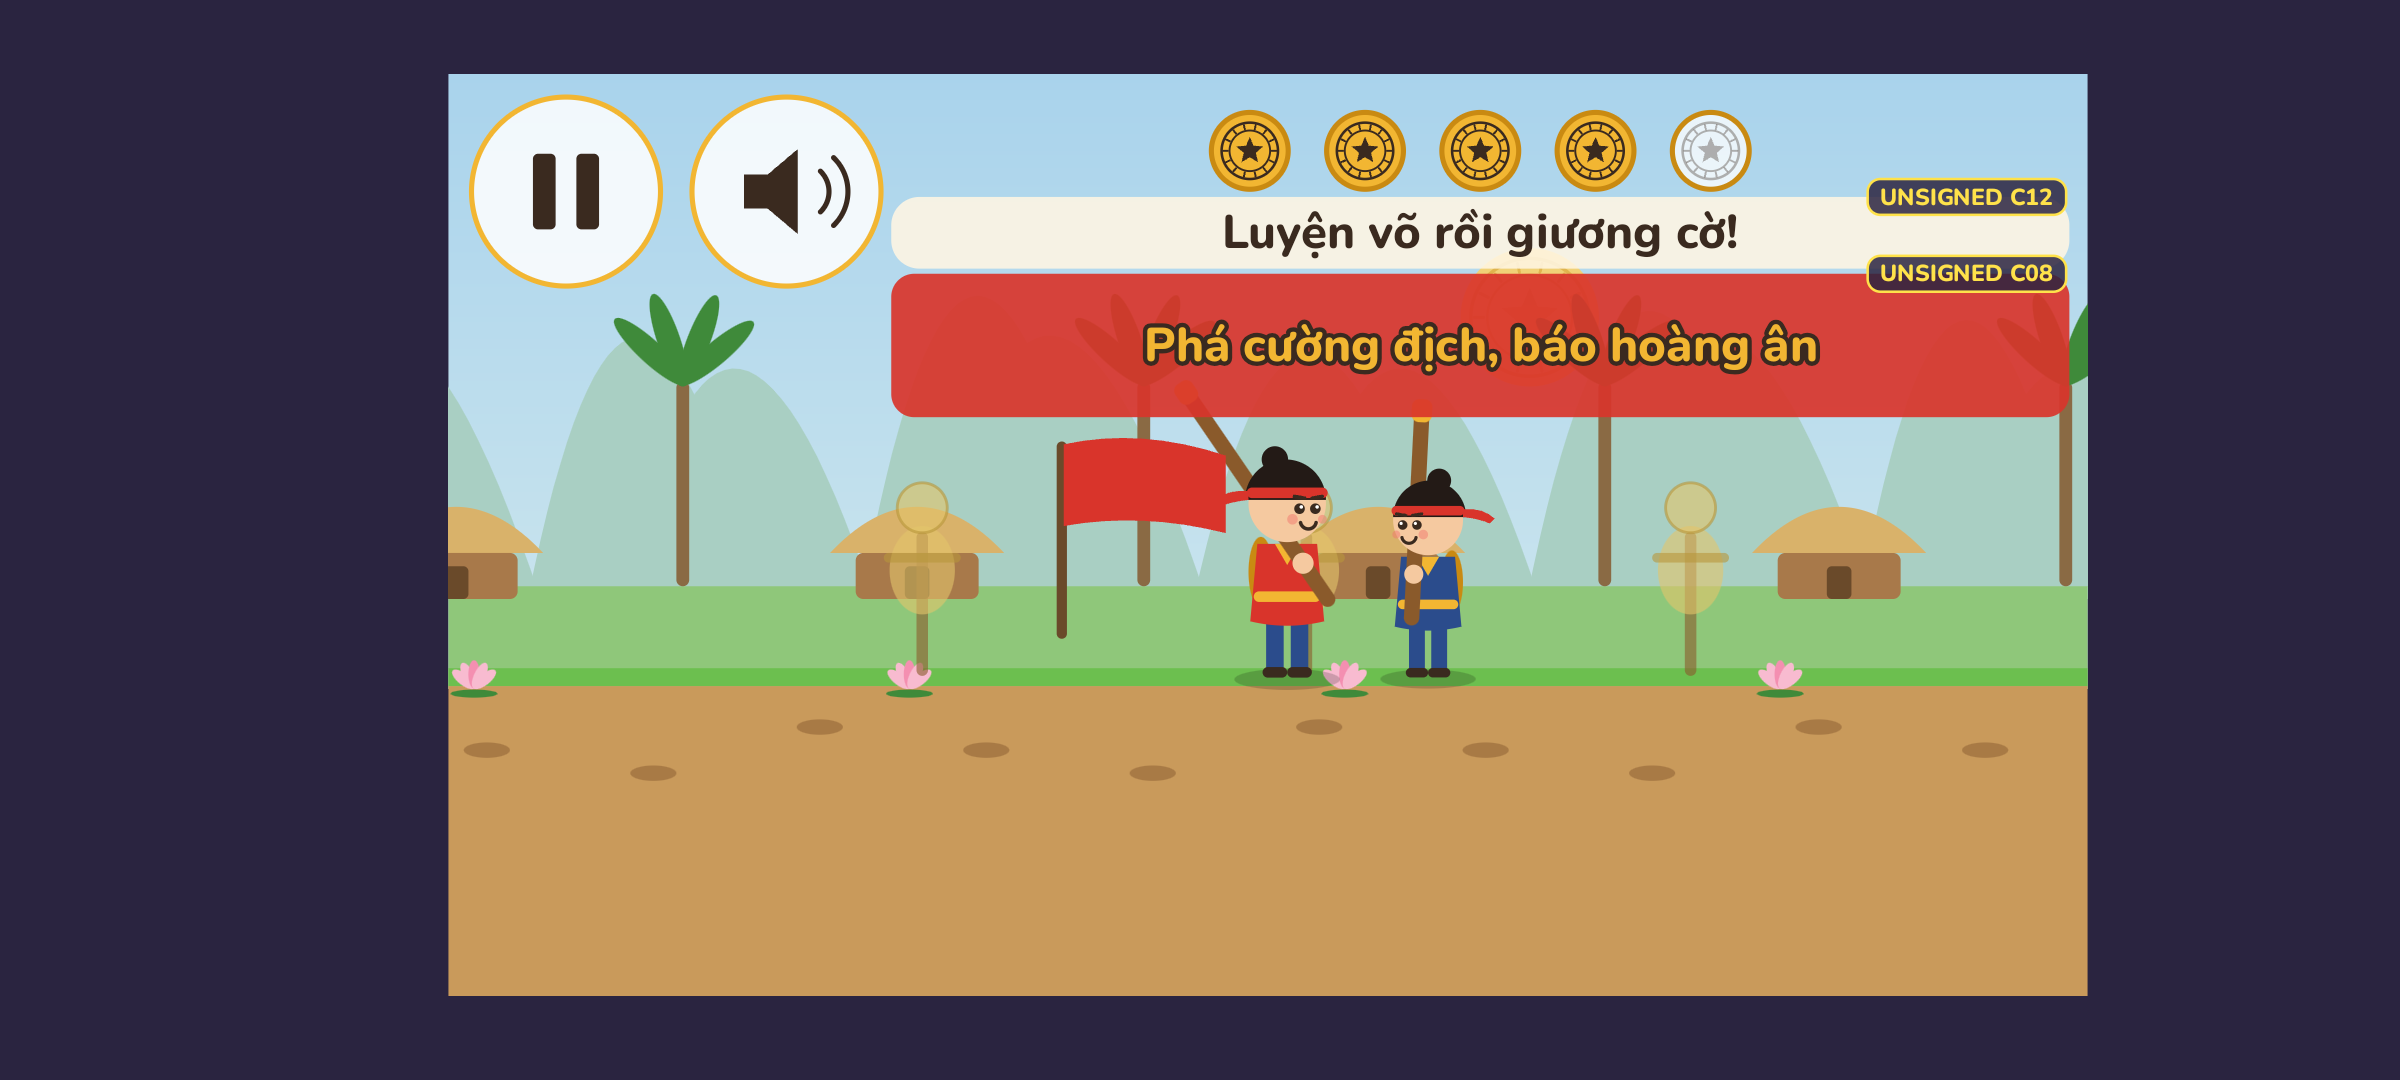 UNSIGNED C12
Luyện võ rồi giương cờ!
UNSIGNED C08
Phá cường địch, báo hoàng ân